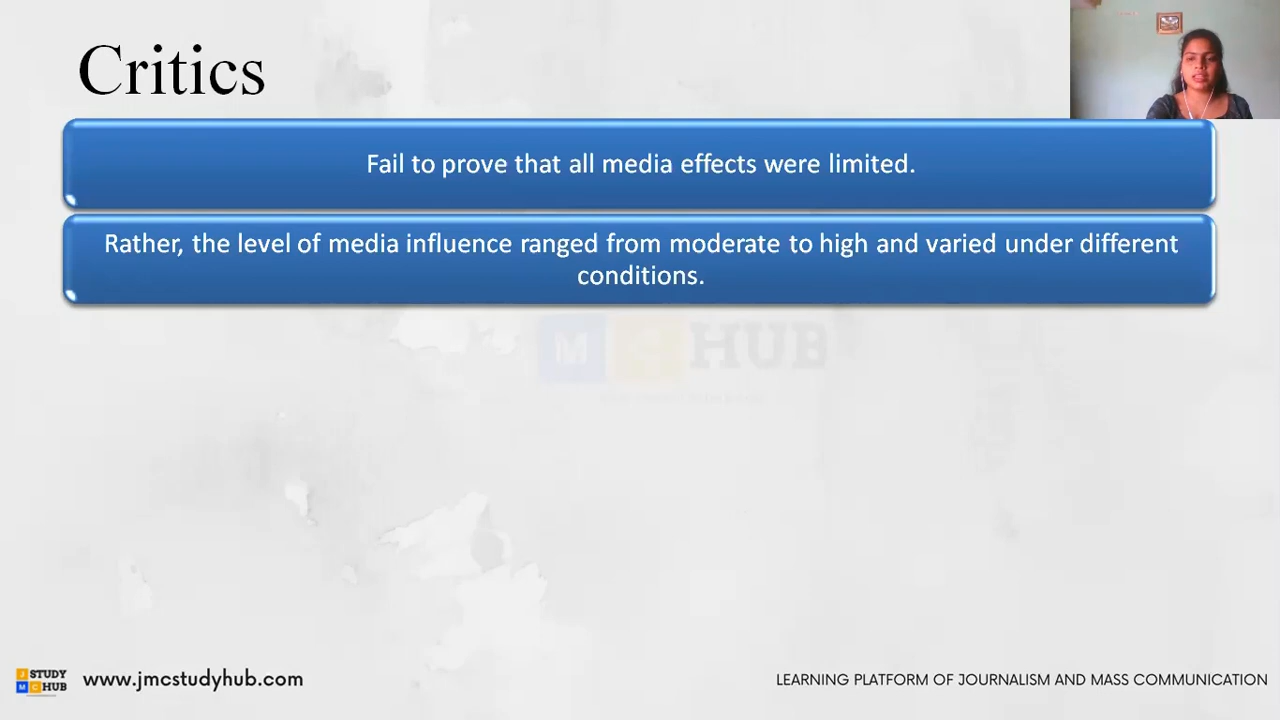 Critics
Fail to prove that all media effects were limited.
Rather, the level of media influence ranged from moderate to high and varied under different
conditions.
M C HUB
J STUDY
M C HUB
www.jmcstudyhub.com
LEARNING PLATFORM OF JOURNALISM AND MASS COMMUNICATION